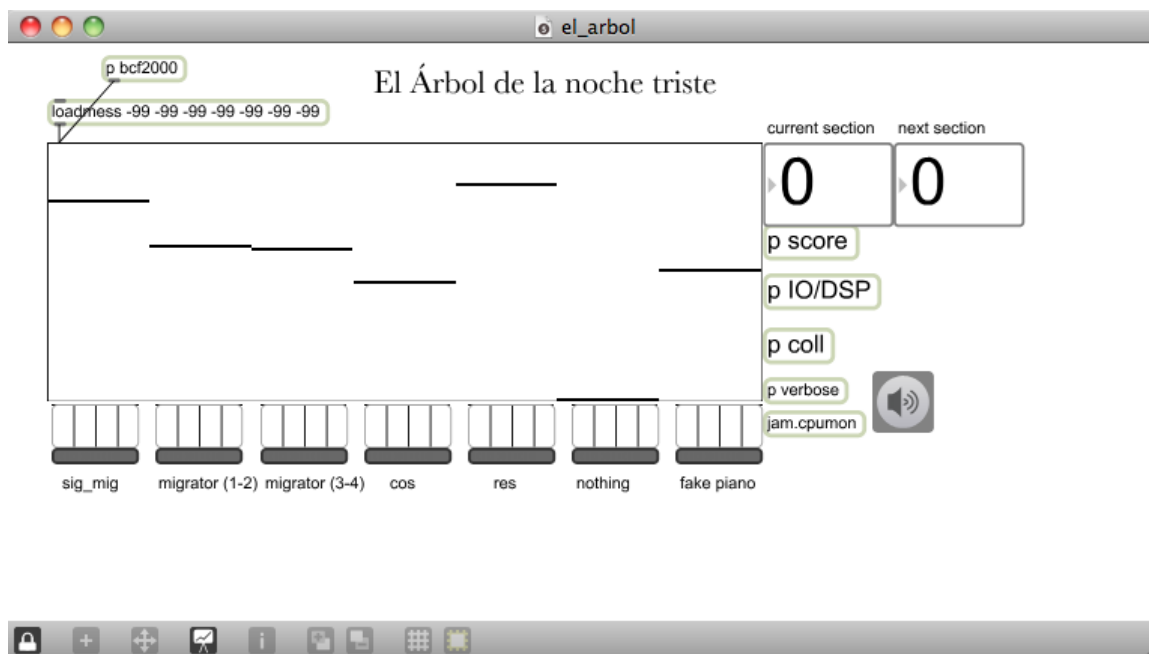 el_arbol
p bcf2000
El Árbol de la noche triste
loadmess -99 -99 -99 -99 -99 -99 -99
current section next section
0 0
p score
p IO/DSP
p coll
p verbose
jam.cpumon
sig_mig migrator (1-2) migrator (3-4) cos res nothing fake piano